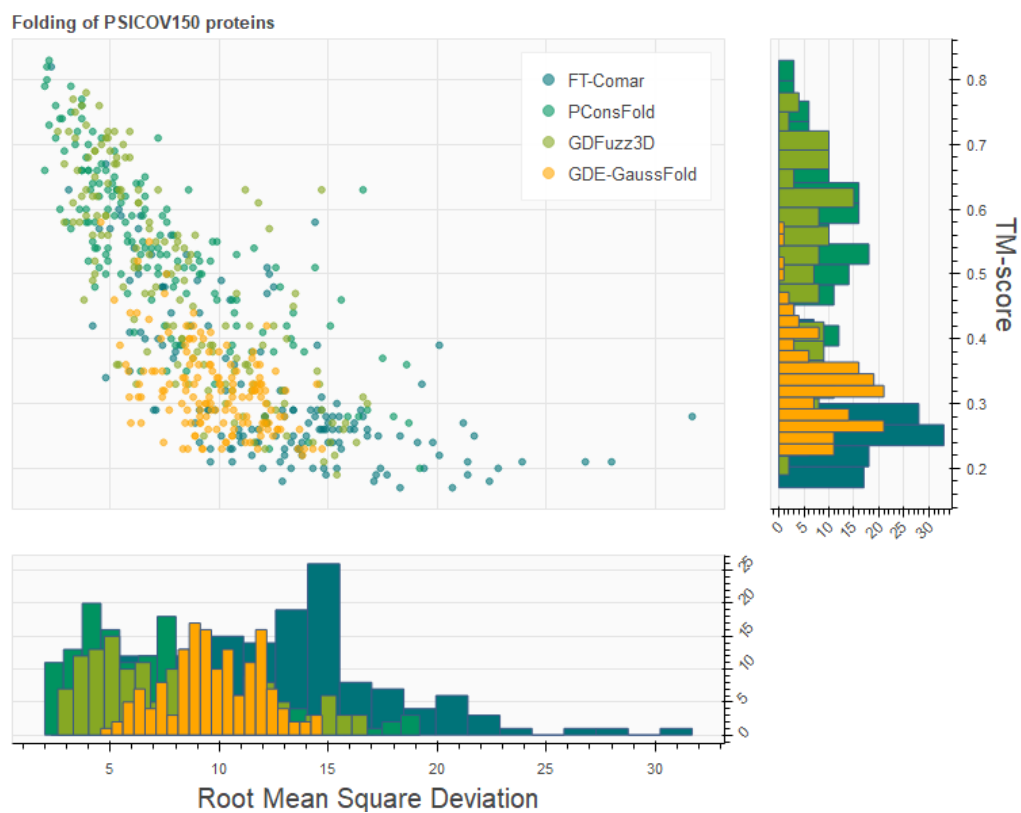 Folding of PSICOV150 proteins
FT-Comar
PConsFold
GDFuzz3D
GDE-GaussFold
0.8
0.7
0.6
0.5
0.4
0.3
0.2
TM-score
0 5 10 15 20 25 30
25
20
15
10
5
0
5 10 15 20 25 30
Root Mean Square Deviation